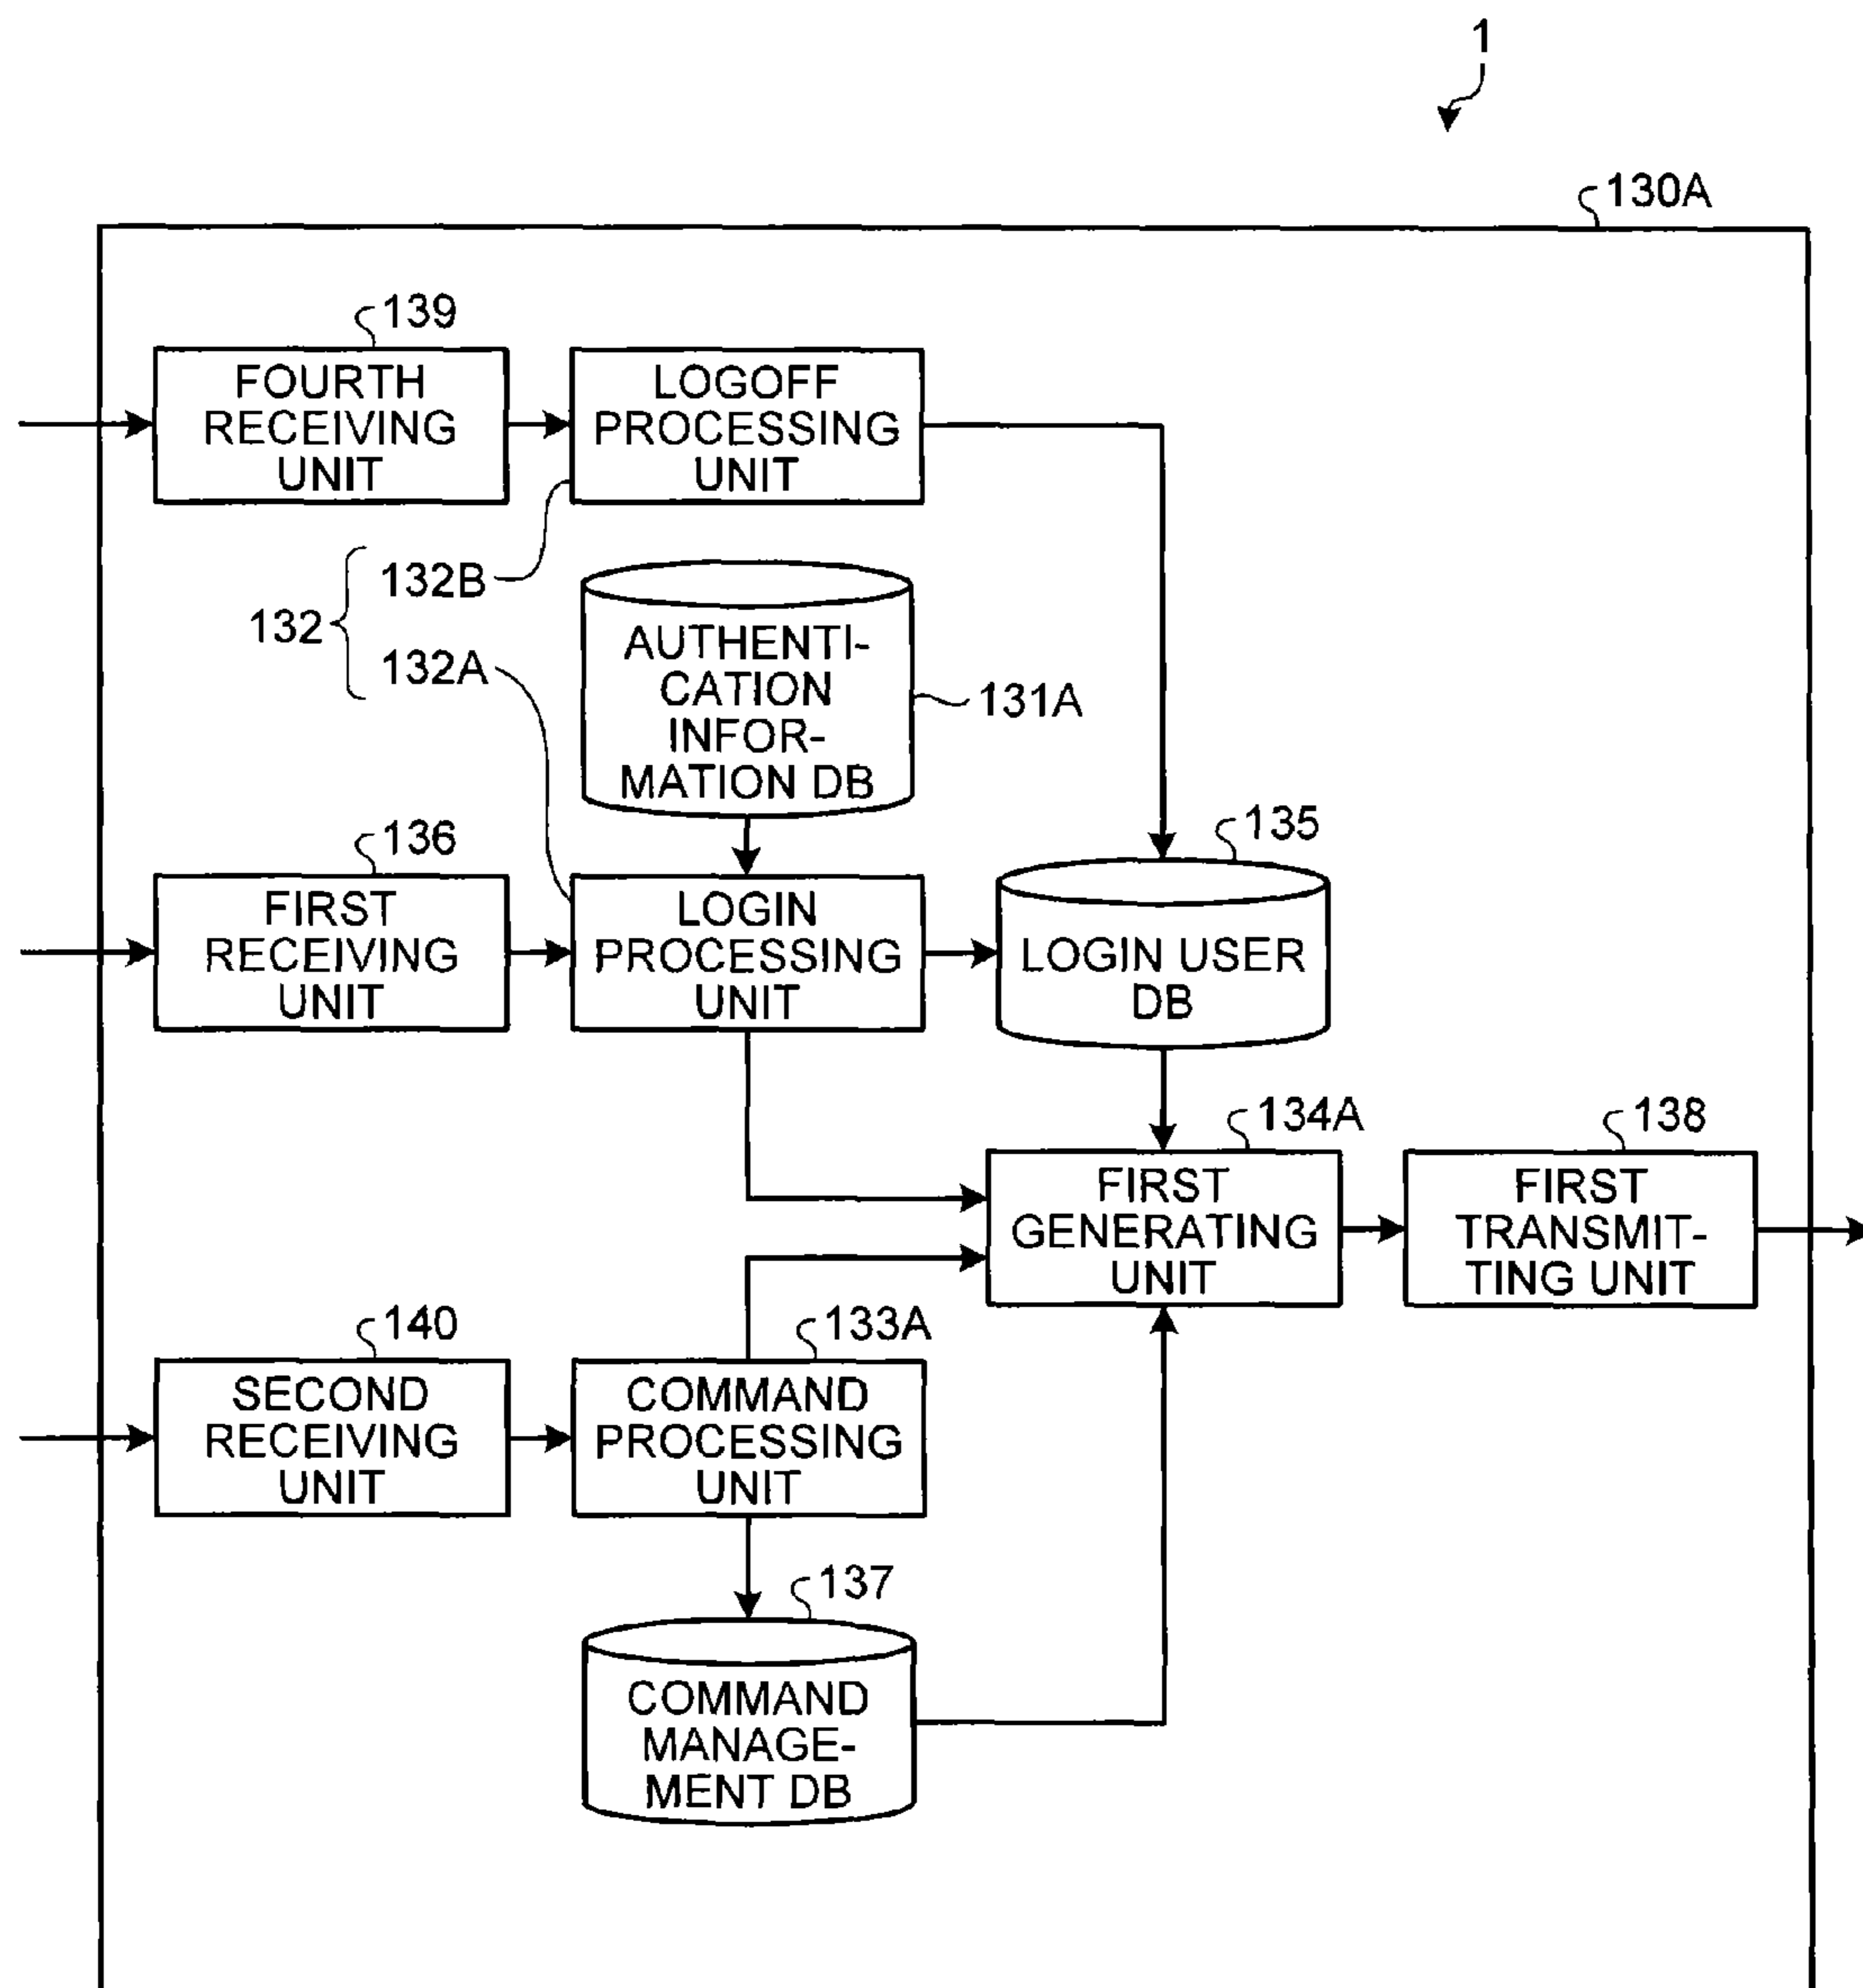 1
130A
139
FOURTH
RECEIVING
UNIT
LOGOFF
PROCESSING
UNIT
132
132B
132A
AUTHENTI-
CATION
INFOR-
MATION DB
131A
136
FIRST
RECEIVING
UNIT
LOGIN
PROCESSING
UNIT
135
LOGIN USER
DB
134A
FIRST
GENERATING
UNIT
138
FIRST
TRANSMIT-
TING UNIT
140
SECOND
RECEIVING
UNIT
133A
COMMAND
PROCESSING
UNIT
137
COMMAND
MANAGE-
MENT DB